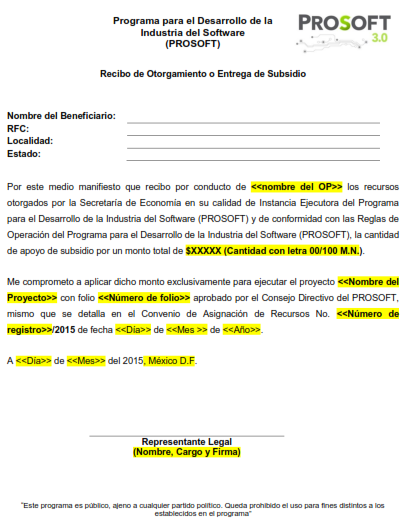 Programa para el Desarrollo de la
Industria del Software
(PROSOFT)
PROSOFT
3.0
Recibo de Otorgamiento o Entrega de Subsidio
Nombre del Beneficiario:
RFC:
Localidad:
Estado:
Por este medio manifiesto que recibo por conducto de <<nombre del OP>> los recursos
otorgados por la Secretaría de Economía en su calidad de Instancia Ejecutora del Programa
para el Desarrollo de la Industria del Software (PROSOFT) y de conformidad con las Reglas de
Operación del Programa para el Desarrollo de la Industria del Software (PROSOFT), la cantidad
de apoyo de subsidio por un monto total de $XXXXX (Cantidad con letra 00/100 M.N.).
Me comprometo a aplicar dicho monto exclusivamente para ejecutar el proyecto <<Nombre del
Proyecto>> con folio <<Número de folio>> aprobado por el Consejo Directivo del PROSOFT,
mismo que se detalla en el Convenio de Asignación de Recursos No. <<Número de
registro>>/2015 de fecha <<Día>> de <<Mes >> de <<Año>>.
A <<Día>> de <<Mes>> del 2015, México D.F.
Representante Legal
(Nombre, Cargo y Firma)
"Este programa es público, ajeno a cualquier partido político. Queda prohibido el uso para fines distintos a los
establecidos en el programa"